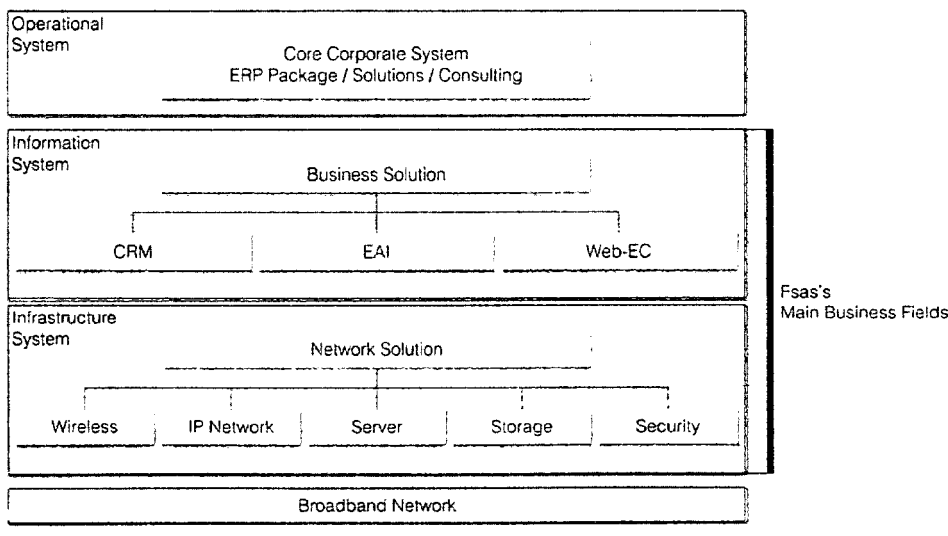 Operational
System
Core Corporate System
ERP Package / Solutions / Consulting
Information
System
Business Solution
CRM
EAI
Web-EC
Fsas's
Main Business Fields
Infrastructure
System
Network Solution
Wireless
IP Network
Server
Storage
Security
Broadband Network